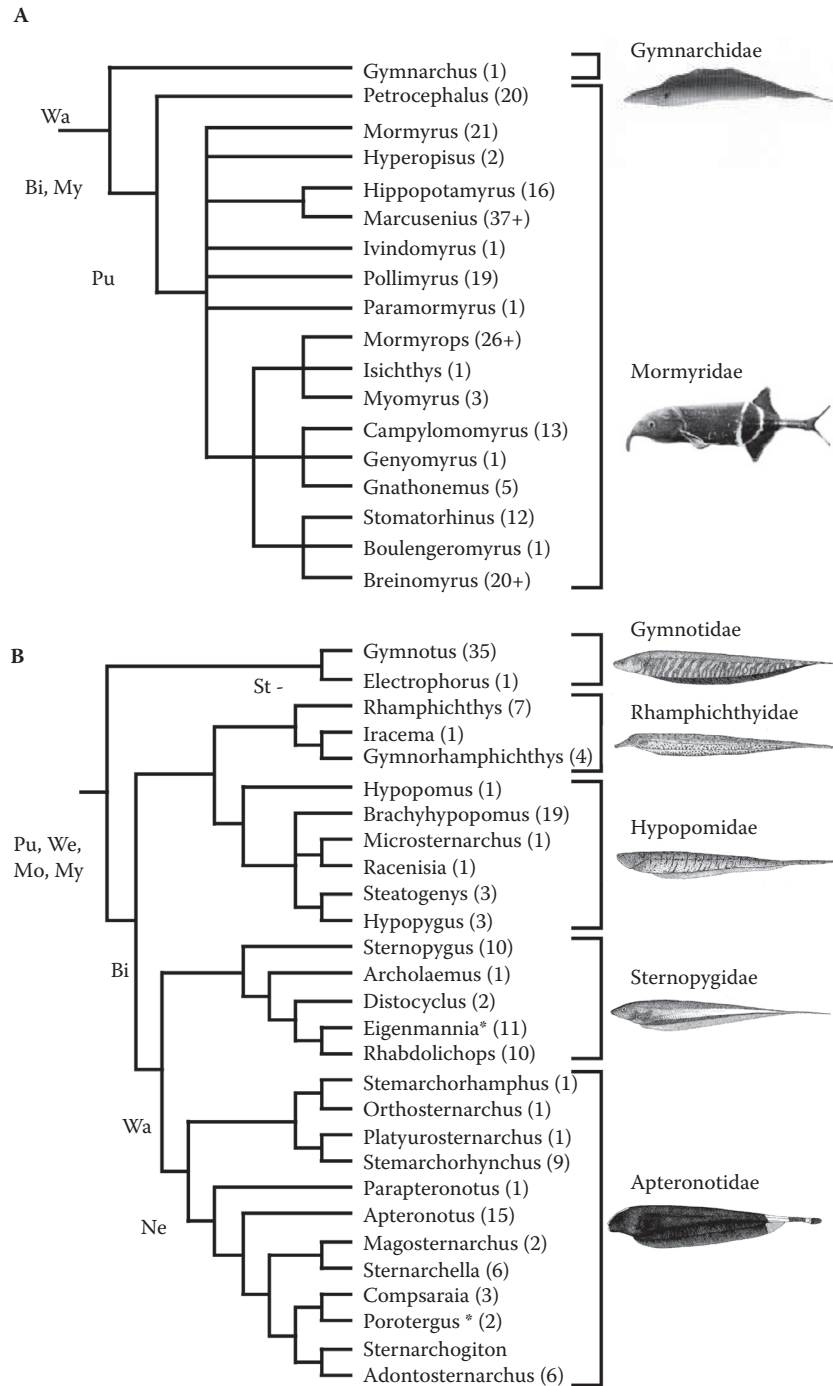 A
Gymnarchidae
Gymnarchus (1)
Petrocephalus (20)
Wa
Mormyrus (21)
Hyperopisus (2)
Bi, My
Hippopotamyrus (16)
Marcusenius (37+)
Ivindomyrus (1)
Pu
Pollimyrus (19)
Paramormyrus (1)
Mormyrops (26+)
Isichthys (1)
Mormyridae
Myomyrus (3)
Campylomomyrus (13)
Genyomyrus (1)
Gnathonemus (5)
Stomatorhinus (12)
Boulengeromyrus (1)
Breinomyrus (20+)
B
Gymnotidae
Gymnotus (35)
Electrophorus (1)
St -
Rhamphichthys (7)
Rhamphichthyidae
Iracema (1)
Gymnorhamphichthys (4)
Hypopomus (1)
Brachyhypopomus (19)
Hypopomidae
Pu, We,
Mo, My
Microsternarchus (1)
Racenisia (1)
Steatogenys (3)
Hypopygus (3)
Sternopygus (10)
Bi
Archolaemus (1)
Sternopygidae
Distocyclus (2)
Eigenmannia* (11)
Rhabdolichops (10)
Stemarchorhamphus (1)
Orthosternarchus (1)
Wa
Platyurosternarchus (1)
Stemarchorhynchus (9)
Apteronotidae
Parapteronotus (1)
Apteronotus (15)
Ne
Magosternarchus (2)
Sternarchella (6)
Compsaraia (3)
Porotergus * (2)
Sternarchogiton
Adontosternarchus (6)